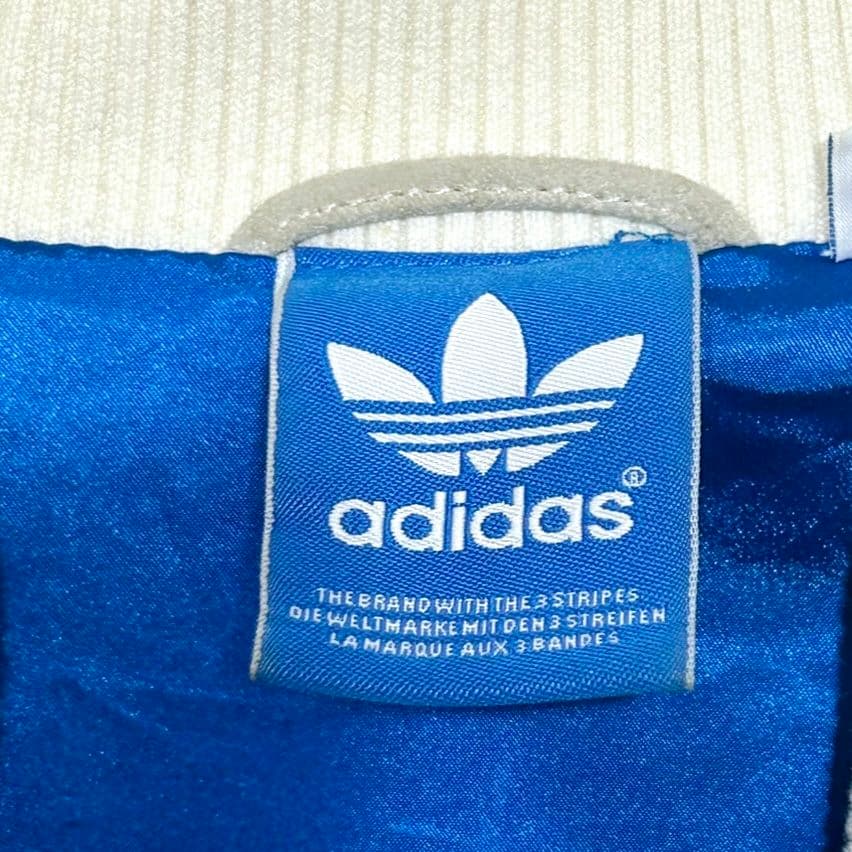 adidas®
THE BRAND WITH THE 3 STRIPES
DIE WELTMARKE MIT DEN 3 STREIFEN
LA MARQUE AUX 3 BANDES